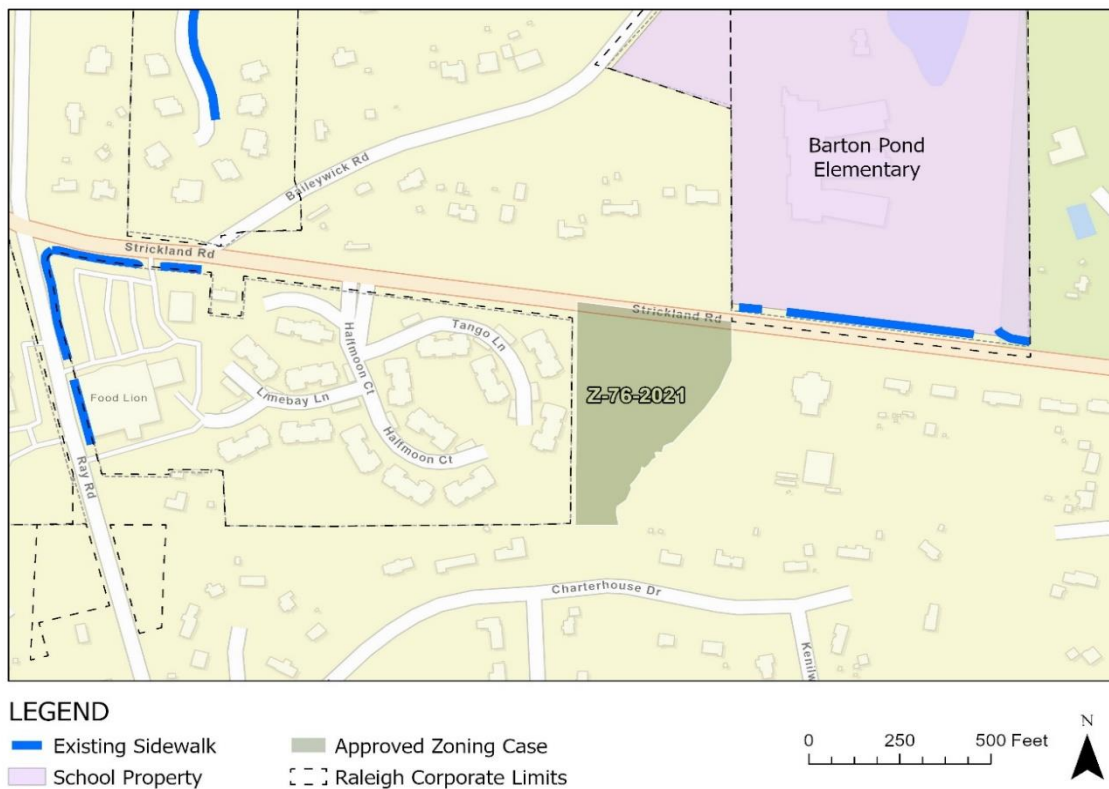 Barton Pond
Elementary
Baileywick Rd
Strickland Rd
Strickland Rd
Tango Ln
Halfmoon Ct
Z-76-2021
Limebay Ln
Food Lion
Halfmoon Ct
Ray Rd
Charterhouse Dr
Kenilw
LEGEND
Existing Sidewalk
School Property
Approved Zoning Case
Raleigh Corporate Limits
0 250 500 Feet
N